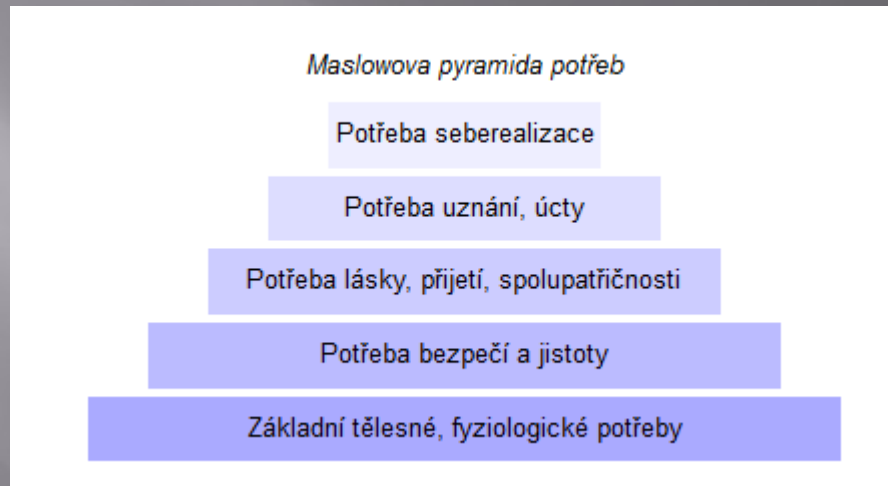 Maslowova pyramida potřeb
Potřeba seberealizace
Potřeba uznání, úcty
Potřeba lásky, přijetí, spolupatřičnosti
Potřeba bezpečí a jistoty
Základní tělesné, fyziologické potřeby